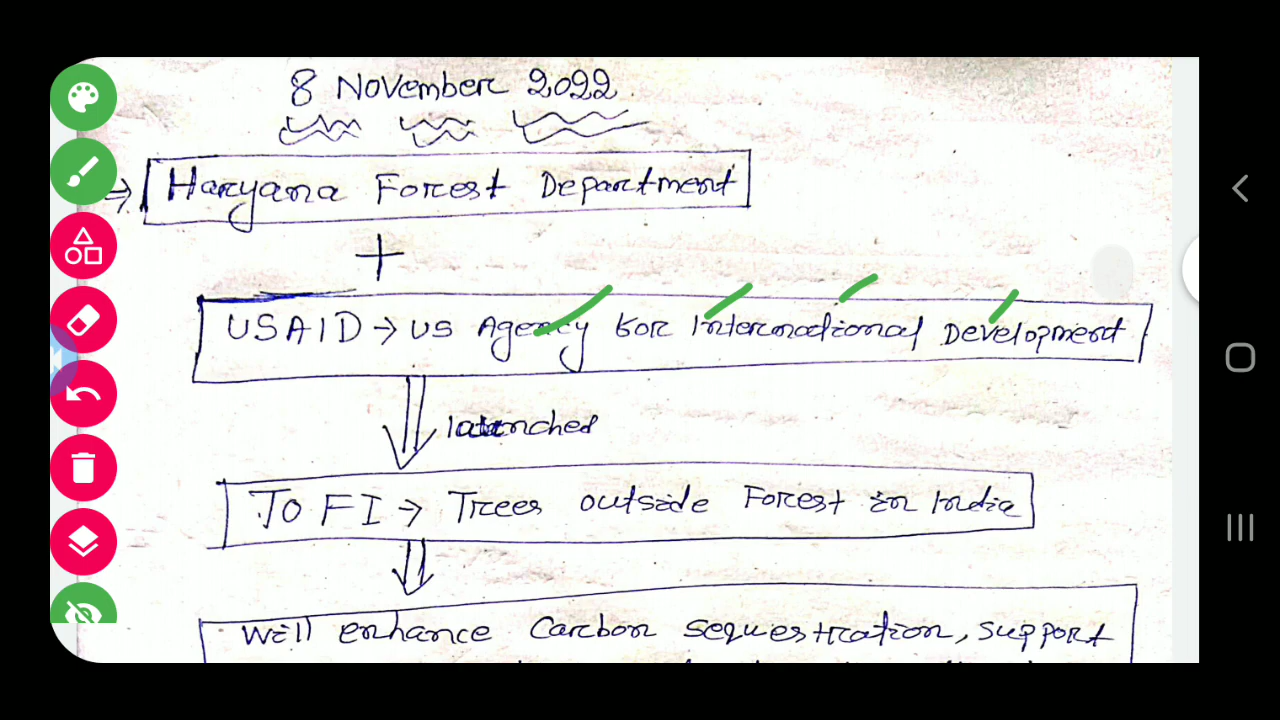 8 November 2022
⇒ Haryana Forest Department
+
USAID → US Agency for International Development
launched
TOFI → Trees outside Forest in India
Will enhance Carbon sequestration, support